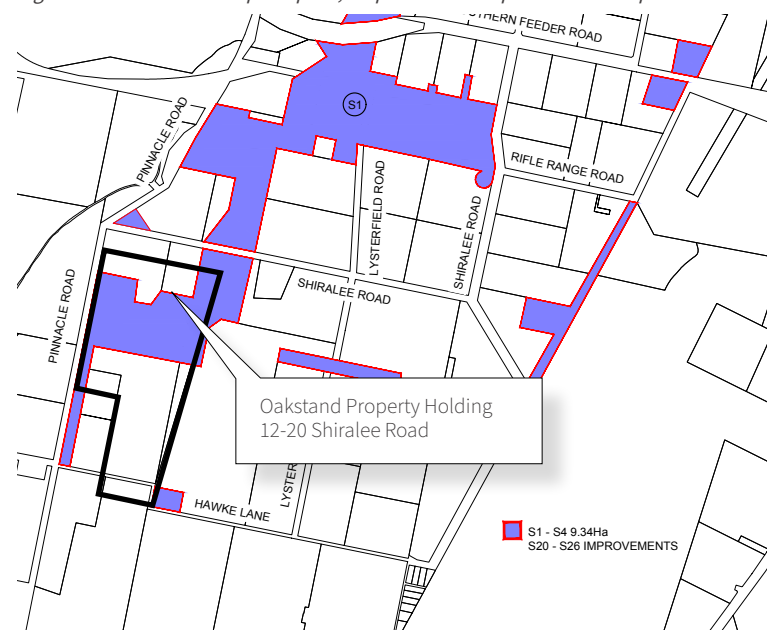 THERN FEEDER ROAD
S1
PINNACLE ROAD
RIFLE RANGE ROAD
LYSTERFIELD ROAD
SHIRALEE ROAD
SHIRALEE ROAD
PINNACLE ROAD
Oakstand Property Holding
12-20 Shiralee Road
LYSTER
HAWKE LANE
S1 - S4 9.34Ha
S20 - S26 IMPROVEMENTS